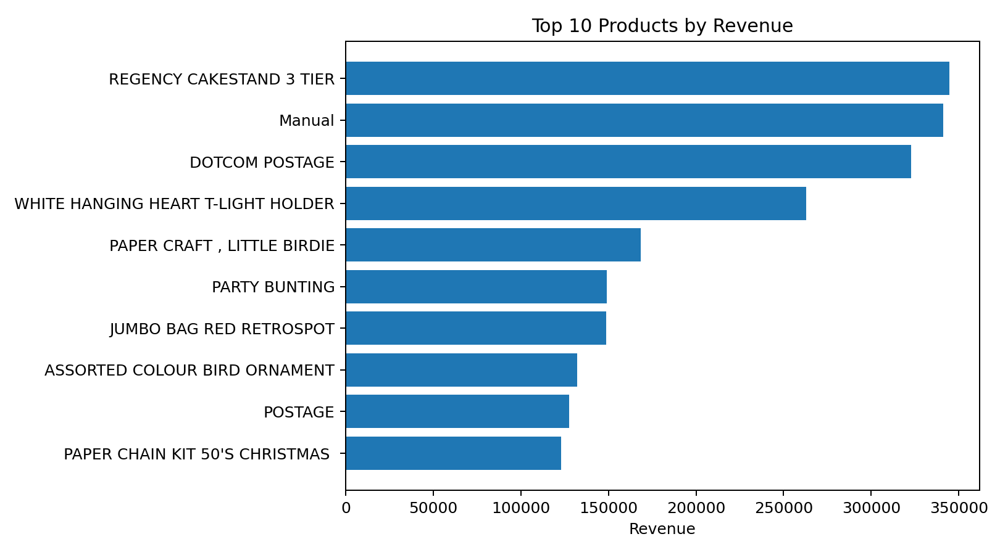 Top 10 Products by Revenue
REGENCY CAKESTAND 3 TIER
Manual
DOTCOM POSTAGE
WHITE HANGING HEART T-LIGHT HOLDER
PAPER CRAFT , LITTLE BIRDIE
PARTY BUNTING
JUMBO BAG RED RETROSPOT
ASSORTED COLOUR BIRD ORNAMENT
POSTAGE
PAPER CHAIN KIT 50'S CHRISTMAS
0 50000 100000 150000 200000 250000 300000 350000
Revenue